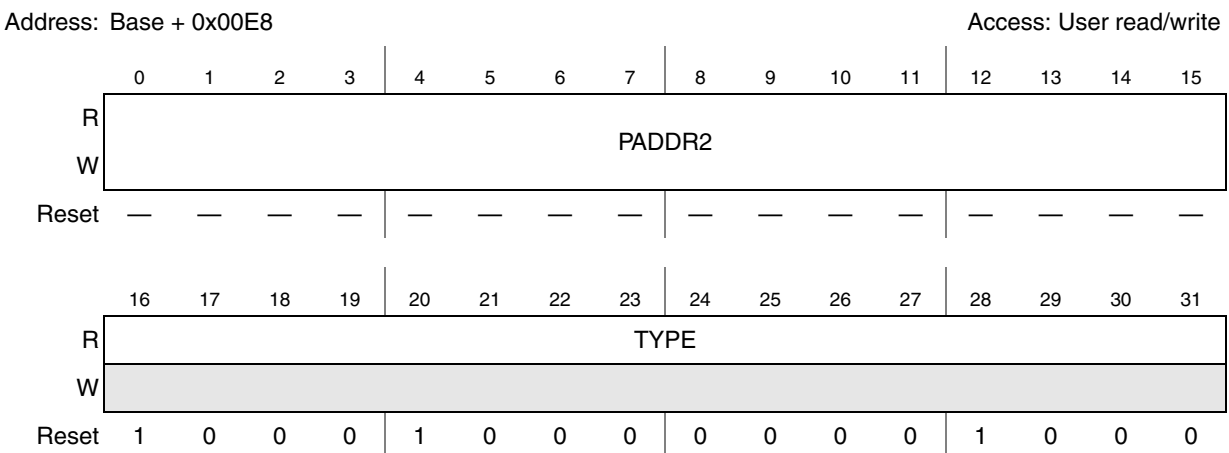 Address: Base + 0x00E8 Access: User read/write
0 1 2 3 4 5 6 7 8 9 10 11 12 13 14 15
R
PADDR2
W
Reset — — — — — — — — — — — — — — — —
16 17 18 19 20 21 22 23 24 25 26 27 28 29 30 31
R TYPE
W
Reset 1 0 0 0 1 0 0 0 0 0 0 0 1 0 0 0